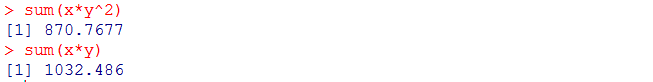 > sum(x*y^2)
[1] 870.7677
> sum(x*y)
[1] 1032.486